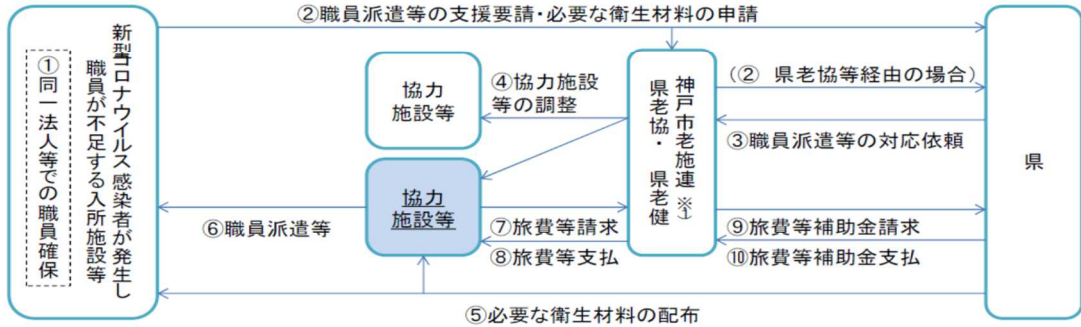 ②職員派遣等の支援要請・必要な衛生材料の申請
新型コロナウイルス感染者が発生し
職員が不足する入所施設等
①同一法人等での職員確保
協力
施設等
④協力施設
等の調整
神戸市老施連※1
県老協・県老健
（② 県老協等経由の場合）
③職員派遣等の対応依頼
県
協力
施設等
⑥職員派遣等
⑦旅費等請求
⑧旅費等支払
⑨旅費等補助金請求
⑩旅費等補助金支払
⑤必要な衛生材料の配布